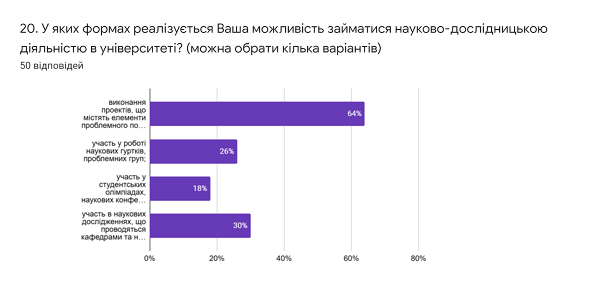 20. У яких формах реалізується Ваша можливість займатися науково-дослідницькою
діяльністю в університеті? (можна обрати кілька варіантів)
50 відповідей
виконання
проектів, що
містять елементи
проблемного по...
64%
участь у роботі
наукових гуртків,
проблемних груп;
26%
участь у
студентських
олімпіадах,
наукових конфе...
18%
участь в наукових
дослідженнях, що
проводяться
кафедрами та н...
30%
0% 20% 40% 60% 80%